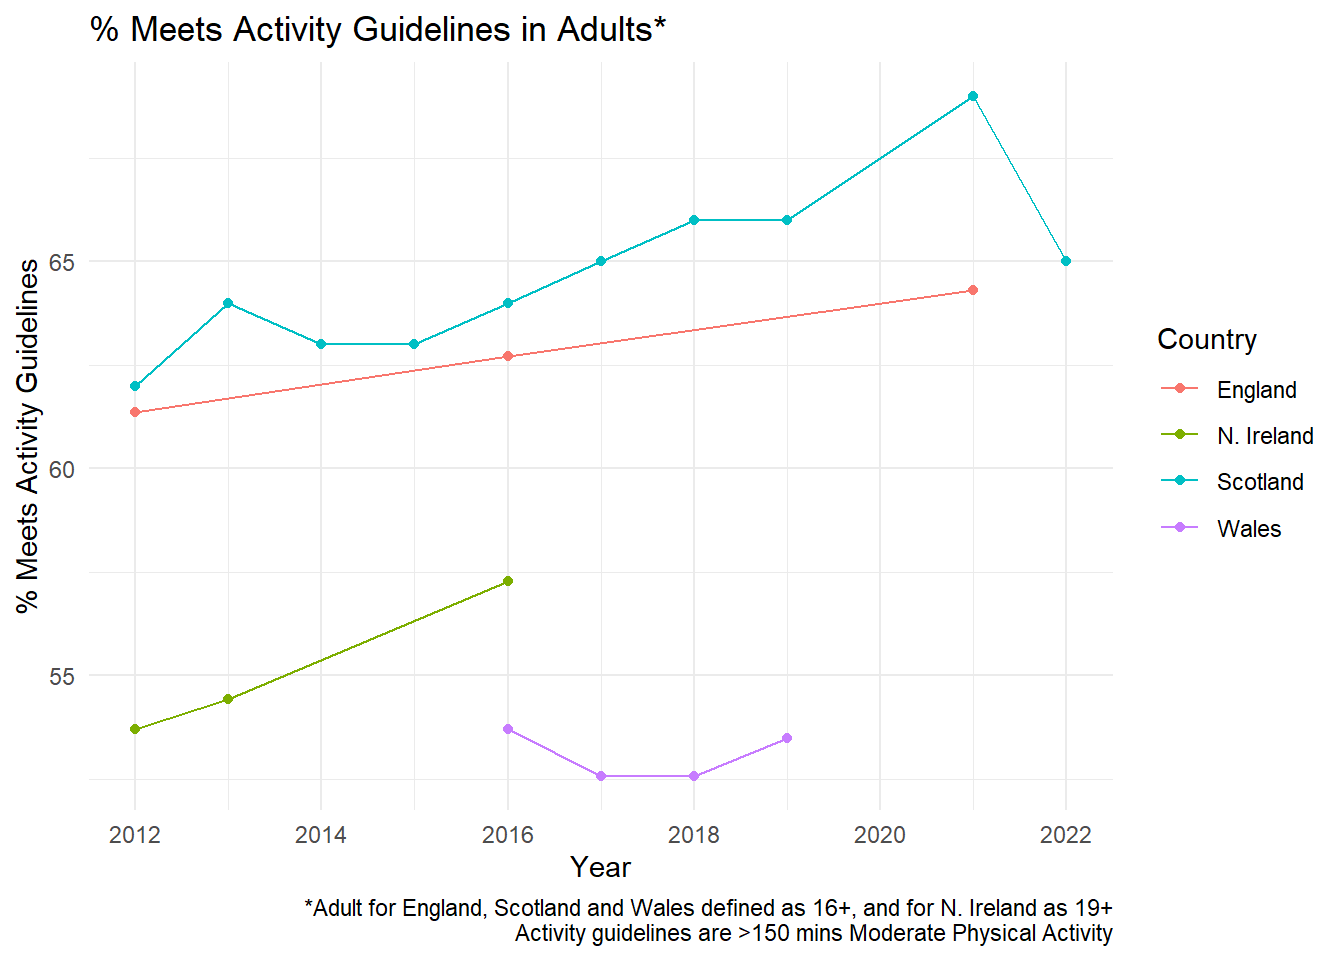 % Meets Activity Guidelines in Adults*
% Meets Activity Guidelines
65
60
55
2012
2014
2016
2018
2020
2022
Year
Country
England
N. Ireland
Scotland
Wales
*Adult for England, Scotland and Wales defined as 16+, and for N. Ireland as 19+
Activity guidelines are >150 mins Moderate Physical Activity